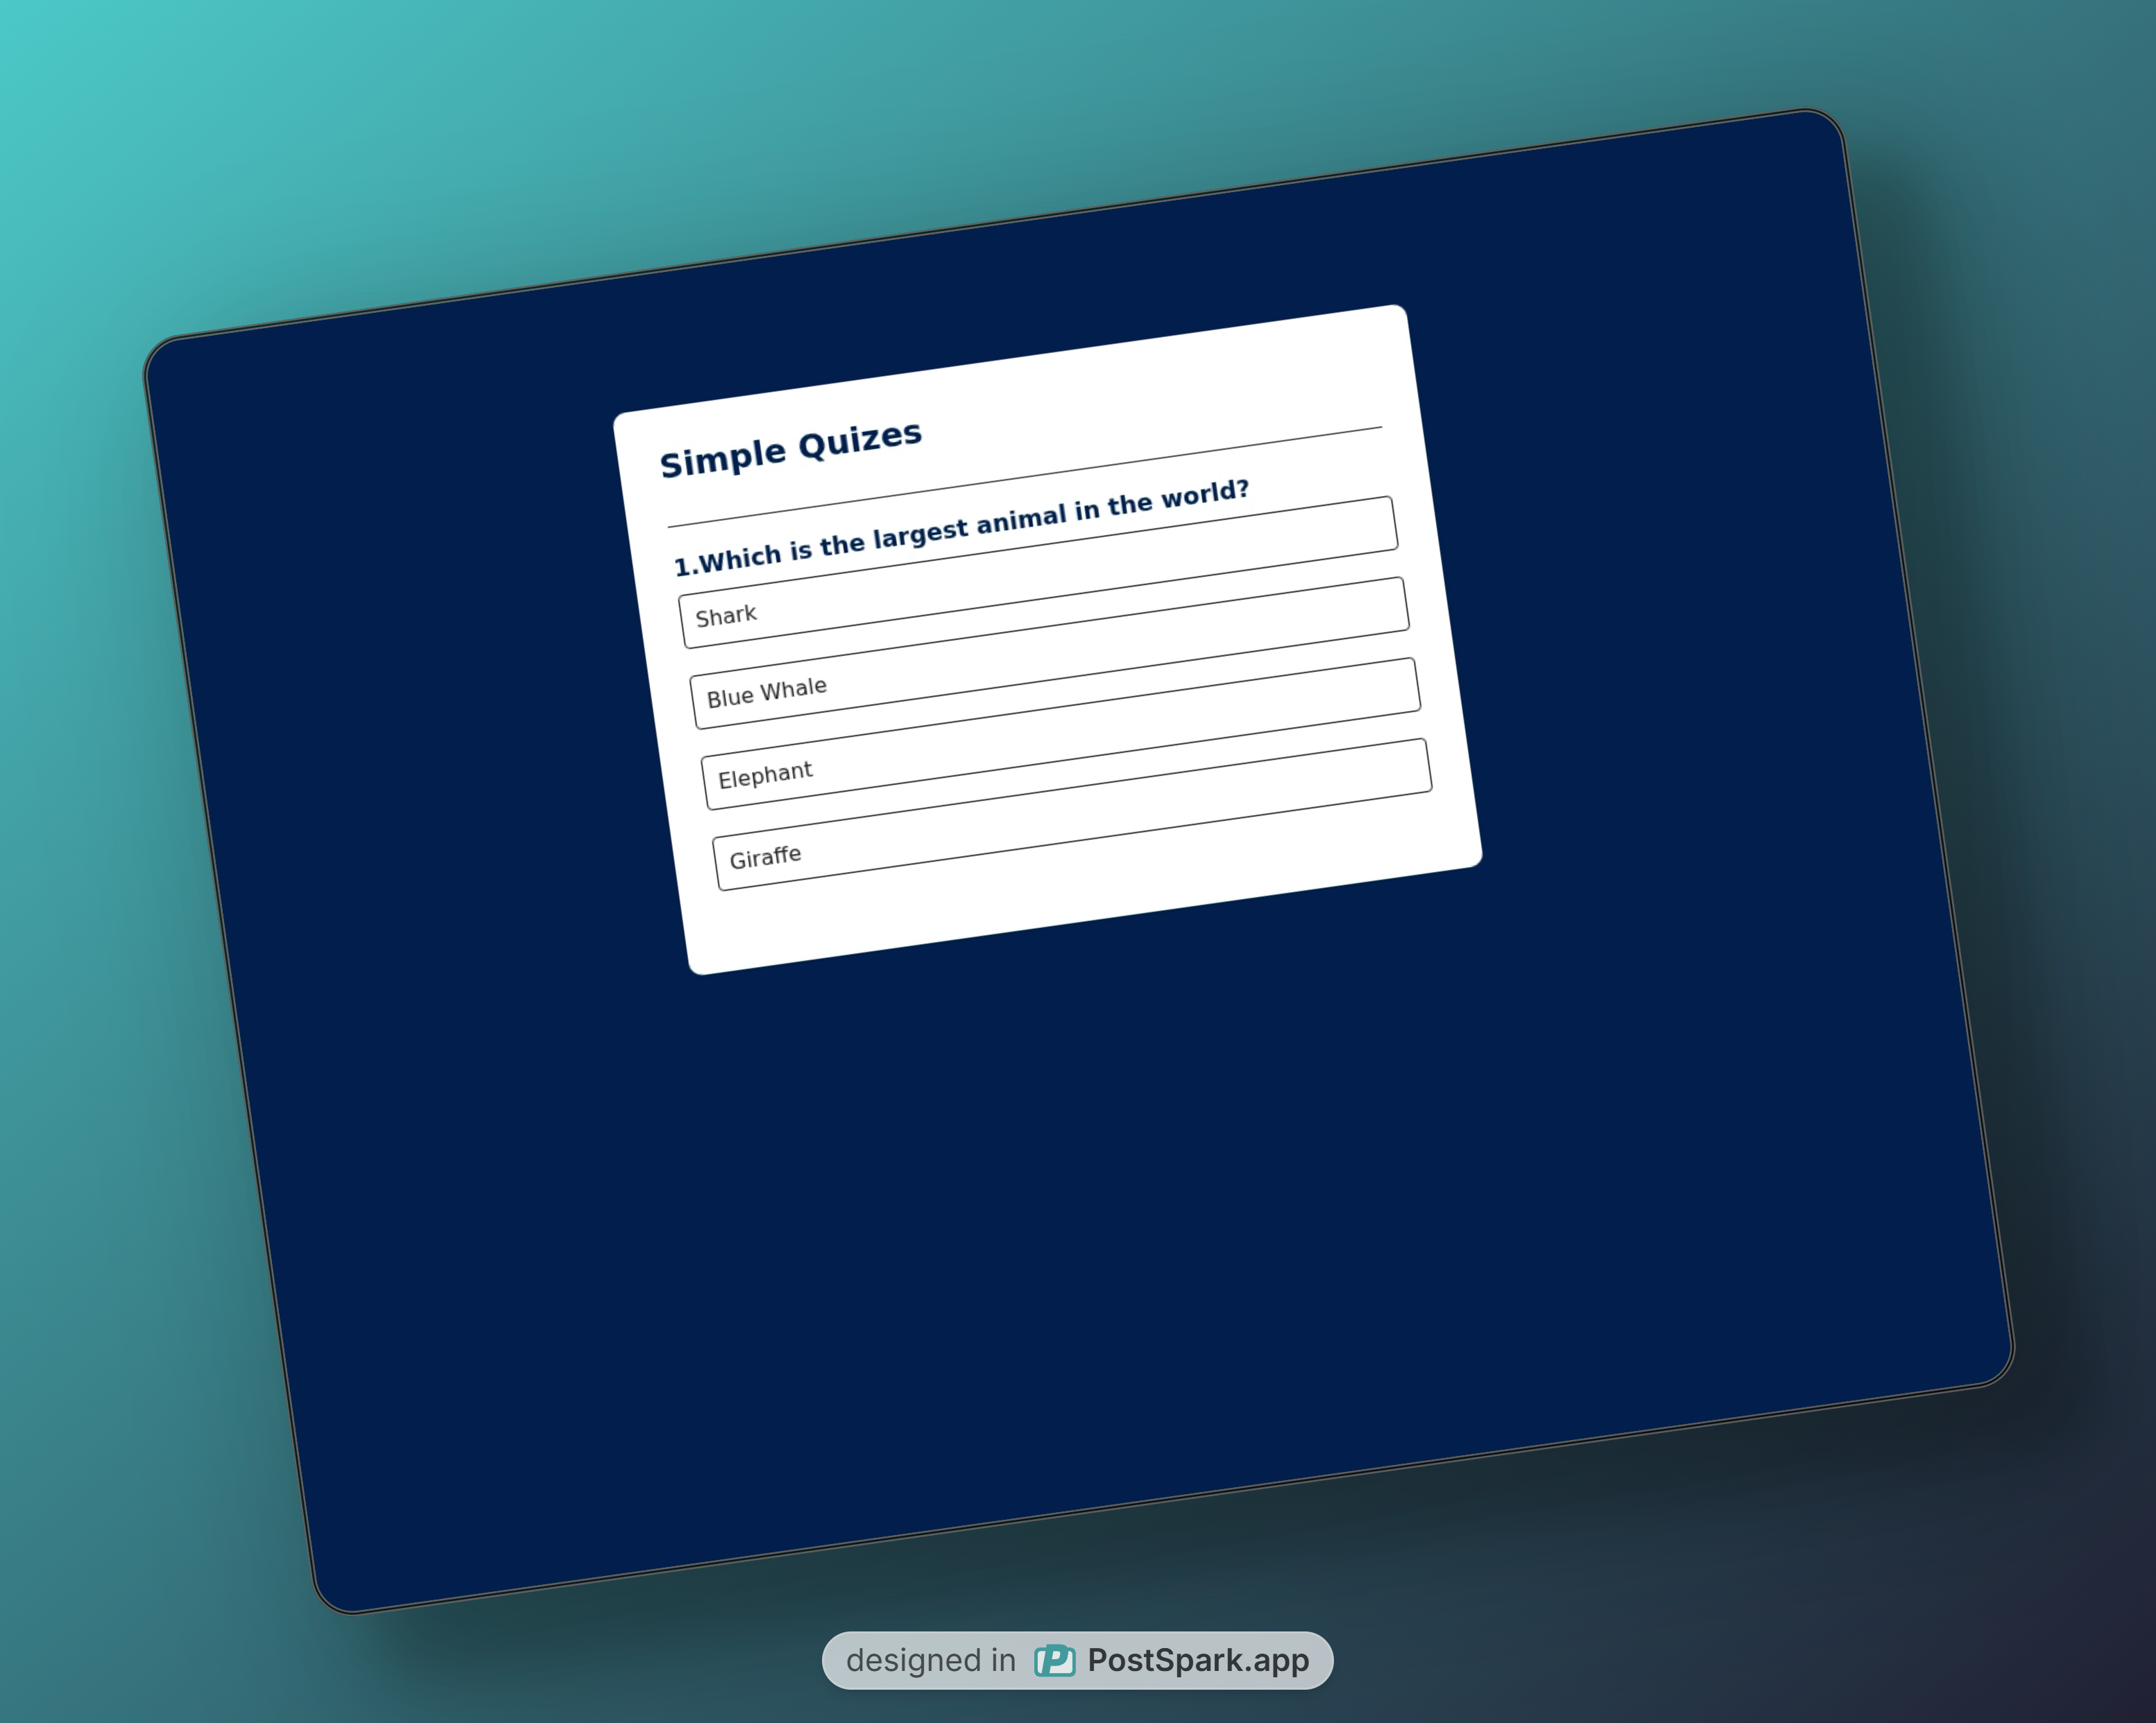 Simple Quizes
1.Which is the largest animal in the world?
Shark
Blue Whale
Elephant
Giraffe
designed in PostSpark.app